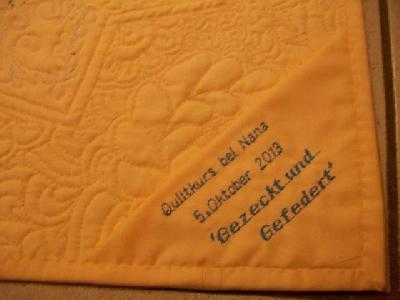 Quiltkurs bei Nana
5.Oktober 2013
'Gezeckt und
Gefedert'